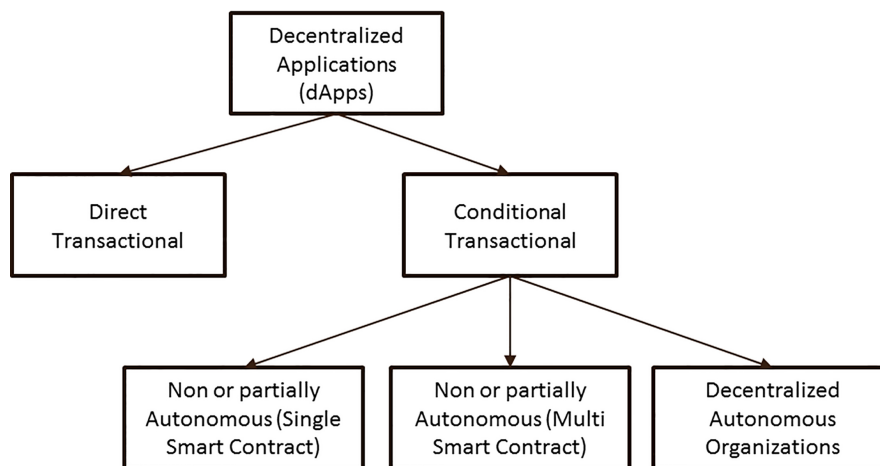 Decentralized
Applications
(dApps)
Direct
Transactional
Conditional
Transactional
Non or partially
Autonomous (Single
Smart Contract)
Non or partially
Autonomous (Multi
Smart Contract)
Decentralized
Autonomous
Organizations